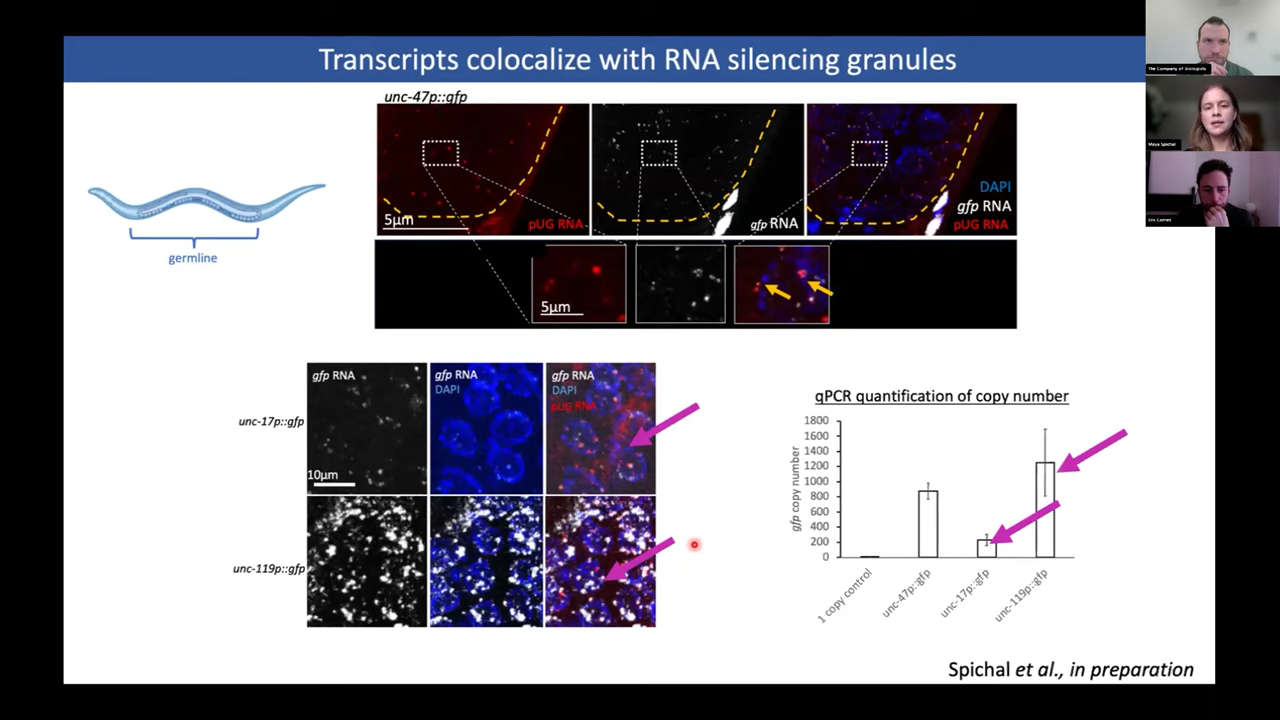 Transcripts colocalize with RNA silencing granules
The Company of Biologists
Maya Spichal
Eric Cornes
unc-47p::gfp
5µm
pUG RNA
gfp RNA
DAPI
gfp RNA
pUG RNA
germline
5µm
gfp RNA
gfp RNA
DAPI
gfp RNA
DAPI
pUG RNA
unc-17p::gfp
10µm
unc-119p::gfp
qPCR quantification of copy number
gfp copy number
1800
1600
1400
1200
1000
800
600
400
200
0
1 copy control
unc-47p::gfp
unc-17p::gfp
unc-119p::gfp
Spichal et al., in preparation